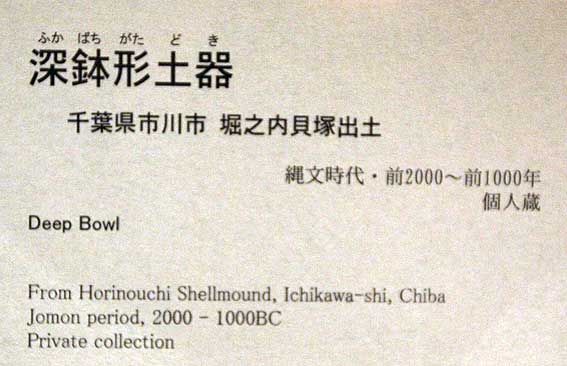 ふか ばち がた ど き
深鉢形土器
千葉県市川市 堀之内貝塚出土
縄文時代・前2000～前1000年
個人蔵
Deep Bowl
From Horinouchi Shellmound, Ichikawa-shi, Chiba
Jomon period, 2000 - 1000BC
Private collection